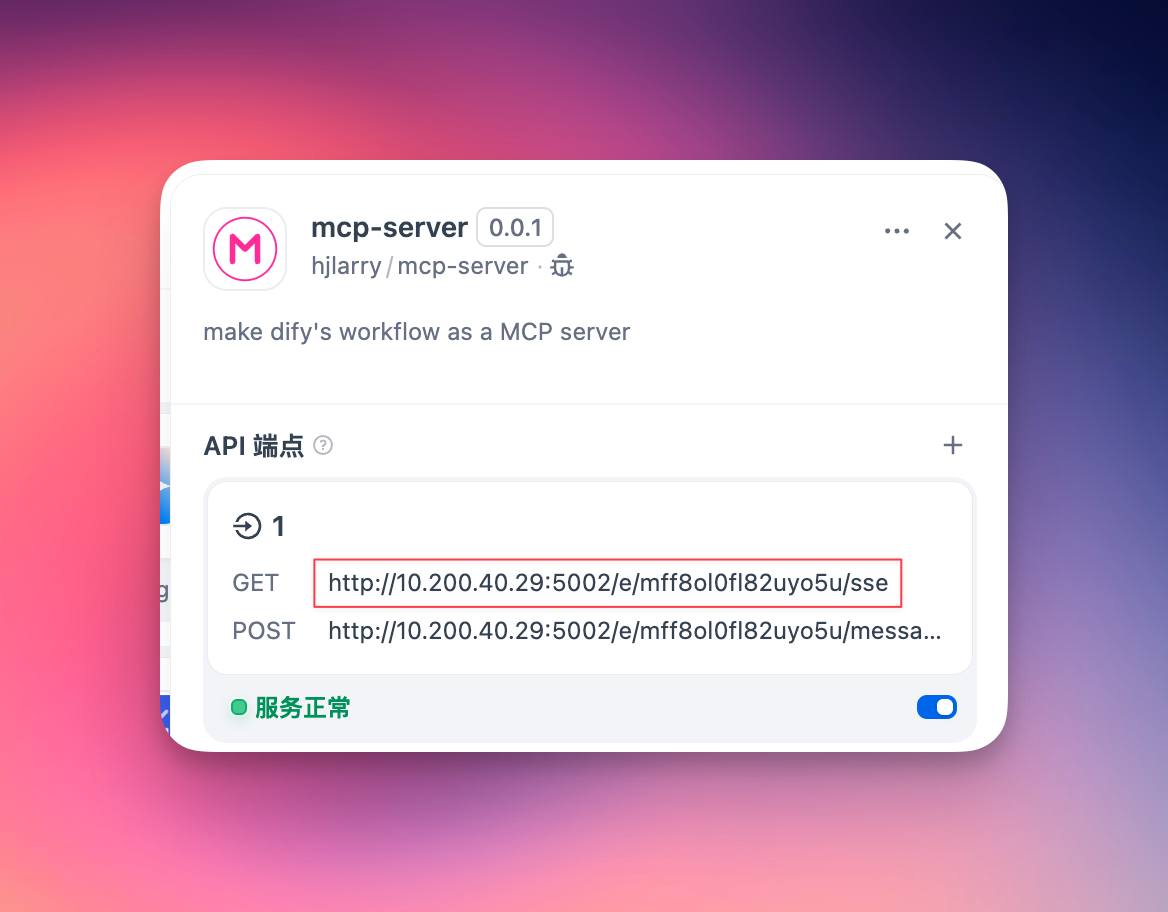 mcp-server 0.0.1
hjlarry / mcp-server ·
make dify's workflow as a MCP server
API 端点
1
GET http://10.200.40.29:5002/e/mff8ol0fl82uyo5u/sse
POST http://10.200.40.29:5002/e/mff8ol0fl82uyo5u/messa...
服务正常
g